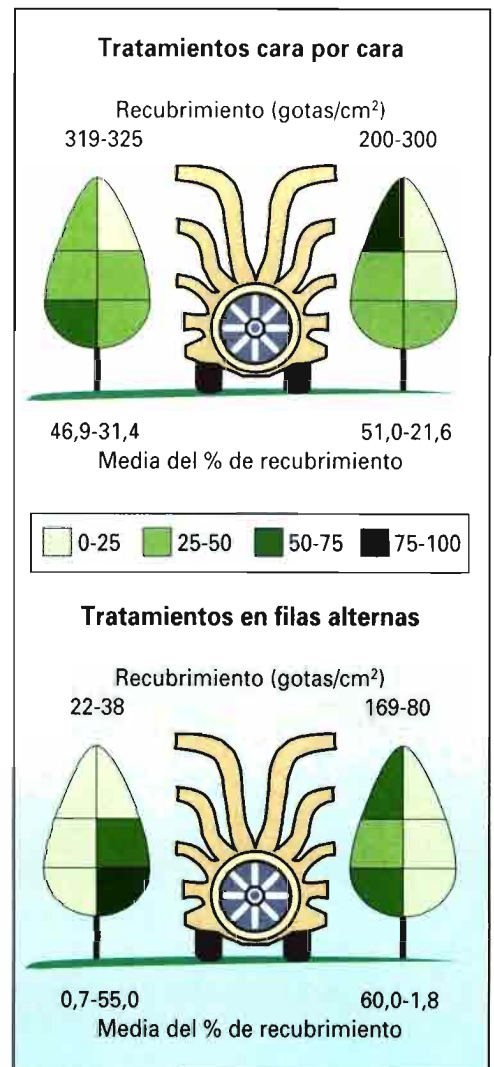 Tratamientos cara por cara
Recubrimiento (gotas/cm²)
319-325 200-300
46,9-31,4 51,0-21,6
Media del % de recubrimiento
0-25 25-50 50-75 75-100
Tratamientos en filas alternas
Recubrimiento (gotas/cm²)
22-38 169-80
0,7-55,0 60,0-1,8
Media del % de recubrimiento